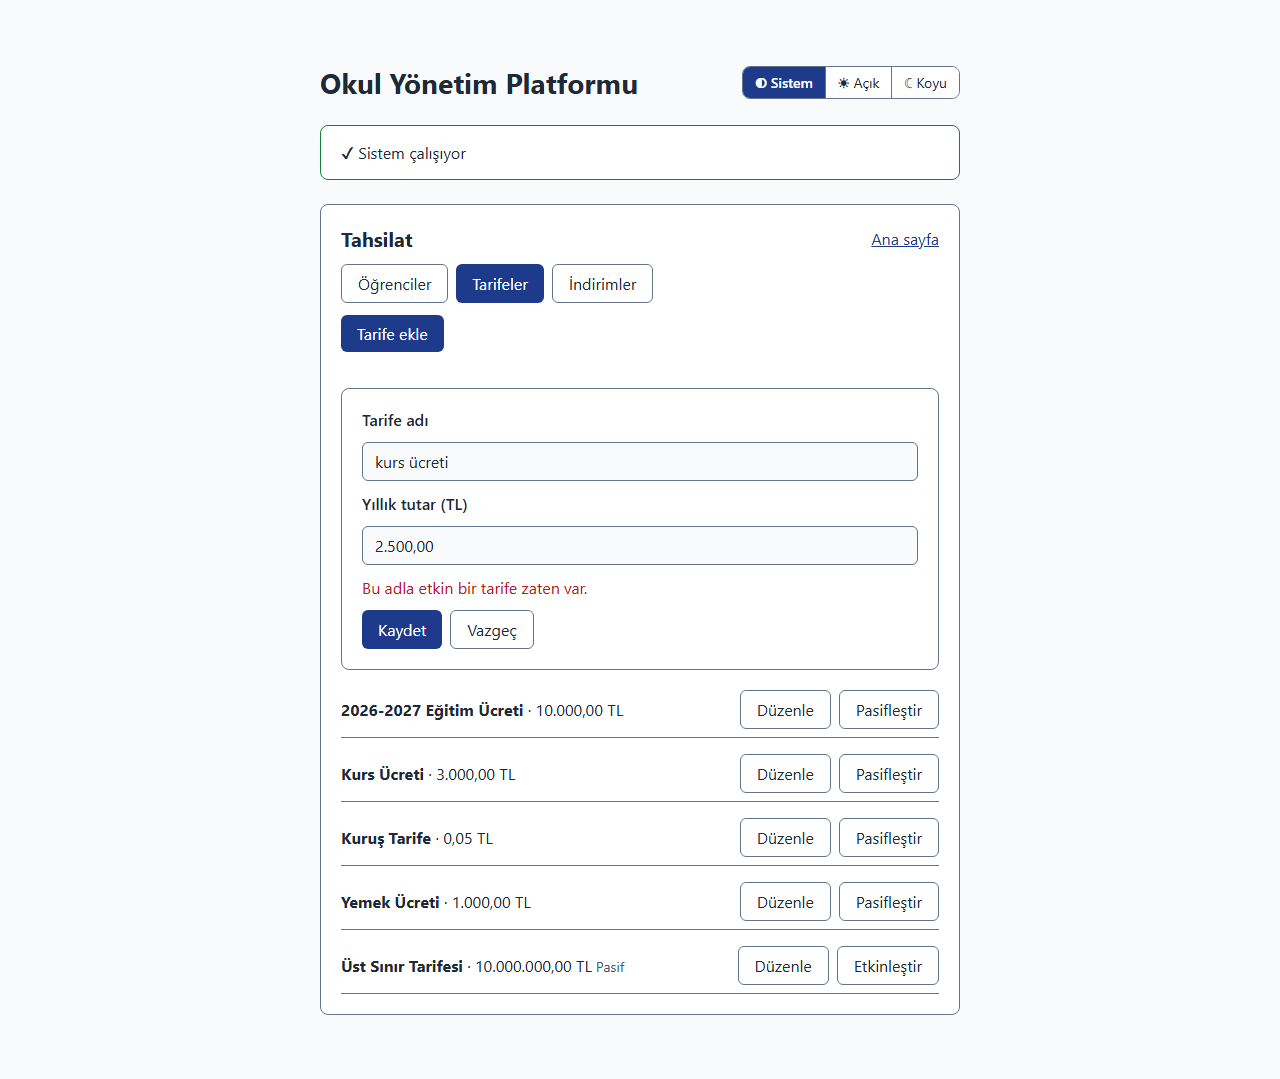 Okul Yönetim Platformu
◐ Sistem ☀ Açık ☾ Koyu
✓ Sistem çalışıyor
Tahsilat
Ana sayfa
Öğrenciler Tarifeler İndirimler
Tarife ekle
Tarife adı
kurs ücreti
Yıllık tutar (TL)
2.500,00
Bu adla etkin bir tarife zaten var.
Kaydet Vazgeç
2026-2027 Eğitim Ücreti · 10.000,00 TL Düzenle Pasifleştir
Kurs Ücreti · 3.000,00 TL Düzenle Pasifleştir
Kuruş Tarife · 0,05 TL Düzenle Pasifleştir
Yemek Ücreti · 1.000,00 TL Düzenle Pasifleştir
Üst Sınır Tarifesi · 10.000.000,00 TL Pasif Düzenle Etkinleştir